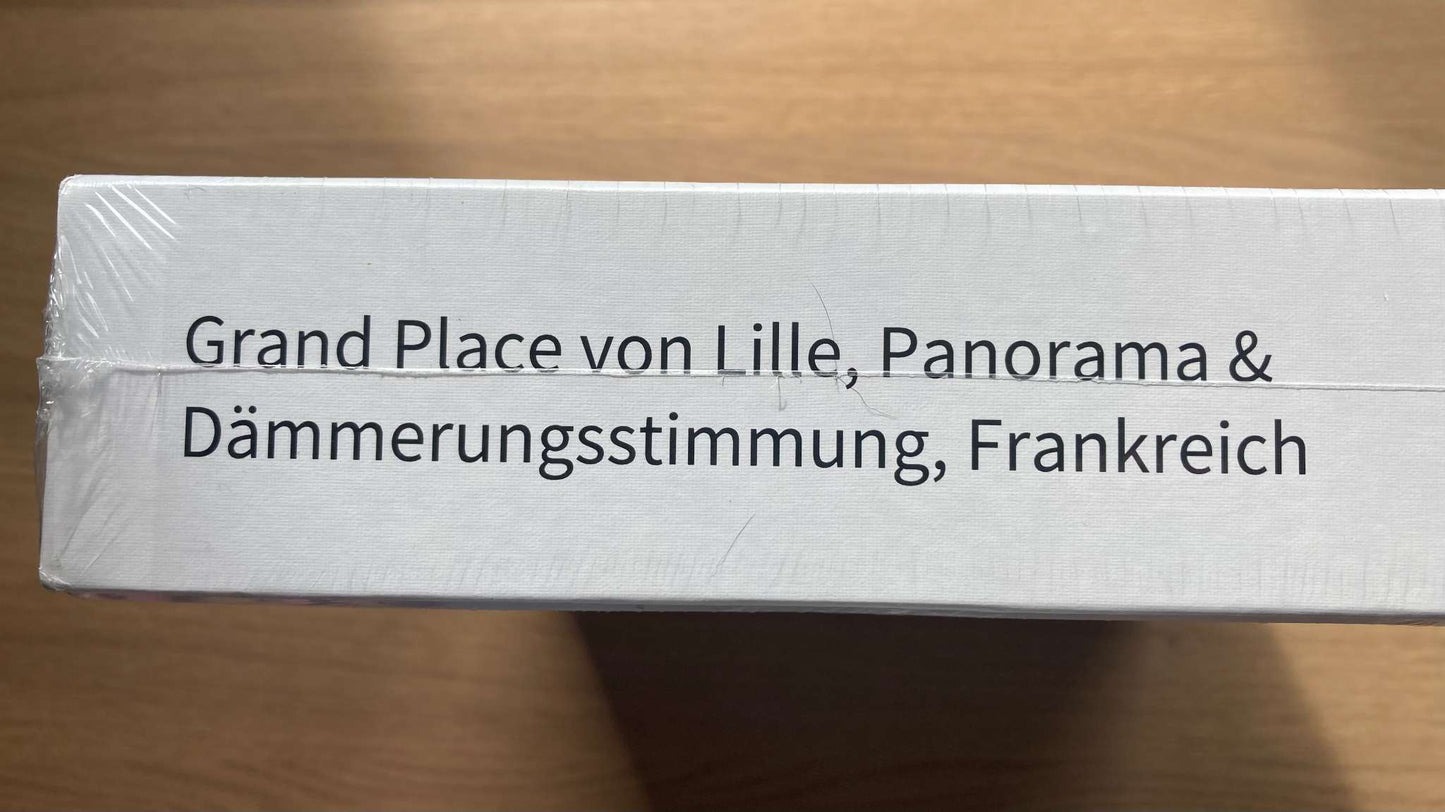 Grand Place von Lille, Panorama &
Dämmerungsstimmung, Frankreich